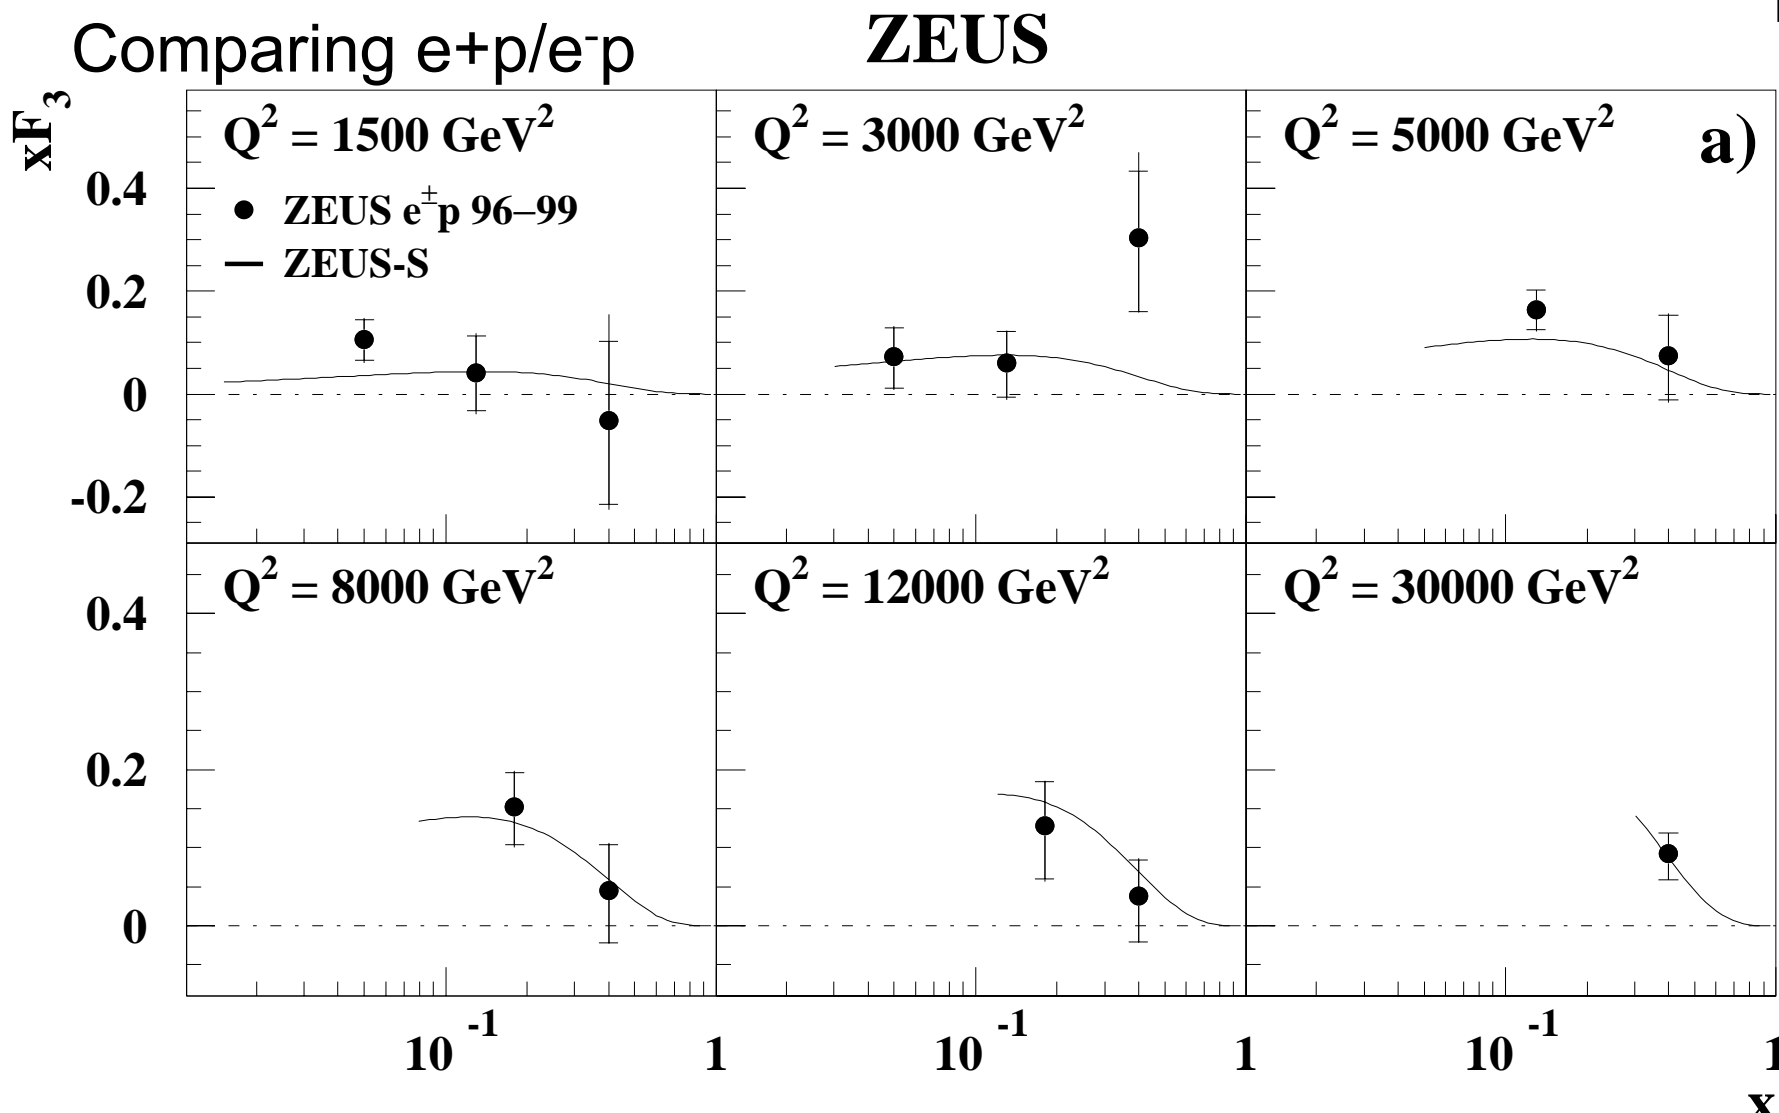 Comparing e+p/e⁻p
ZEUS
xF₃
Q² = 1500 GeV²
Q² = 3000 GeV²
Q² = 5000 GeV²
a)
ZEUS e±p 96–99
ZEUS-S
0.4
0.2
0
-0.2
Q² = 8000 GeV²
Q² = 12000 GeV²
Q² = 30000 GeV²
0.4
0.2
0
10⁻¹ 1 10⁻¹ 1 10⁻¹ 1
x